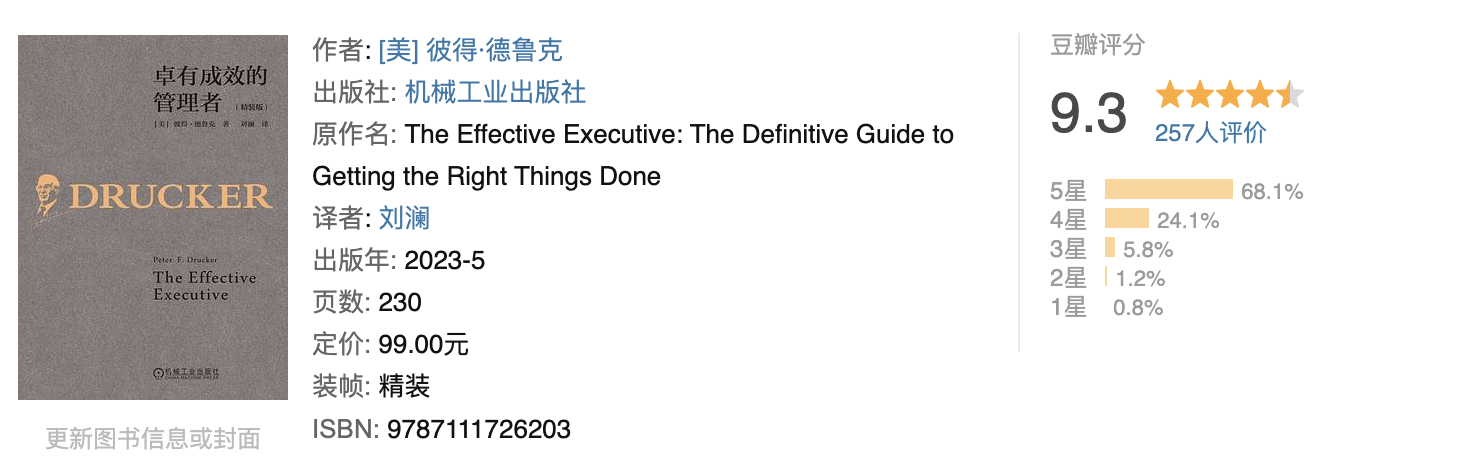 卓有成效的
管理者 （精装版）
［美］彼得·德鲁克 著 刘澜 译
DRUCKER
Peter F. Drucker
The Effective
Executive
机械工业出版社
CHINA MACHINE PRESS
更新图书信息或封面
作者: [美] 彼得·德鲁克
出版社: 机械工业出版社
原作名: The Effective Executive: The Definitive Guide to
Getting the Right Things Done
译者: 刘澜
出版年: 2023-5
页数: 230
定价: 99.00元
装帧: 精装
ISBN: 9787111726203
豆瓣评分
9.3
257人评价
5星 68.1%
4星 24.1%
3星 5.8%
2星 1.2%
1星 0.8%